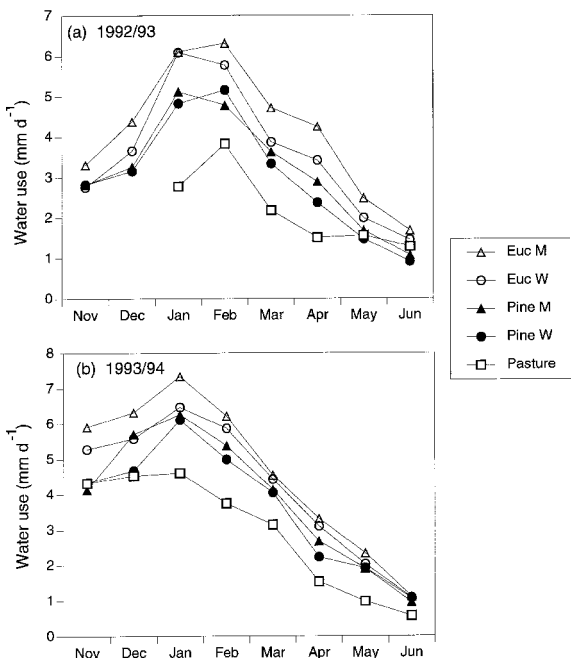 (a) 1992/93
Water use (mm d⁻¹)
7
6
5
4
3
2
1
0
Nov Dec Jan Feb Mar Apr May Jun
Euc M
Euc W
Pine M
Pine W
Pasture
(b) 1993/94
Water use (mm d⁻¹)
8
7
6
5
4
3
2
1
0
Nov Dec Jan Feb Mar Apr May Jun